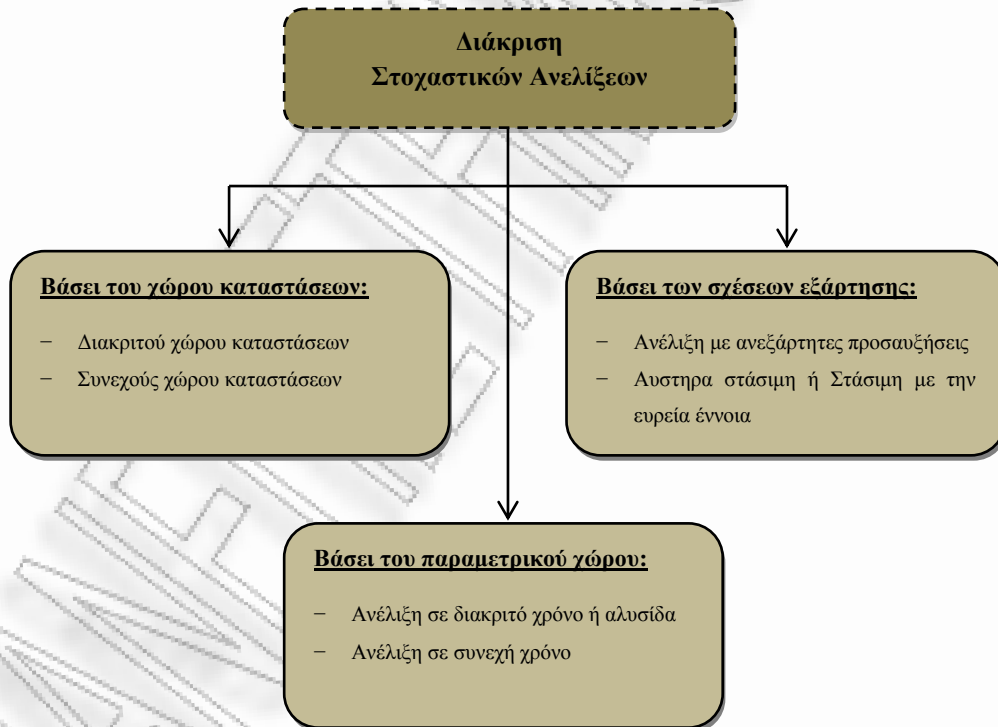 Διάκριση
Στοχαστικών Ανελίξεων
Βάσει του χώρου καταστάσεων:
− Διακριτού χώρου καταστάσεων
− Συνεχούς χώρου καταστάσεων
Βάσει των σχέσεων εξάρτησης:
− Ανέλιξη με ανεξάρτητες προσαυξήσεις
− Αυστηρα στάσιμη ή Στάσιμη με την
ευρεία έννοια
Βάσει του παραμετρικού χώρου:
− Ανέλιξη σε διακριτό χρόνο ή αλυσίδα
− Ανέλιξη σε συνεχή χρόνο